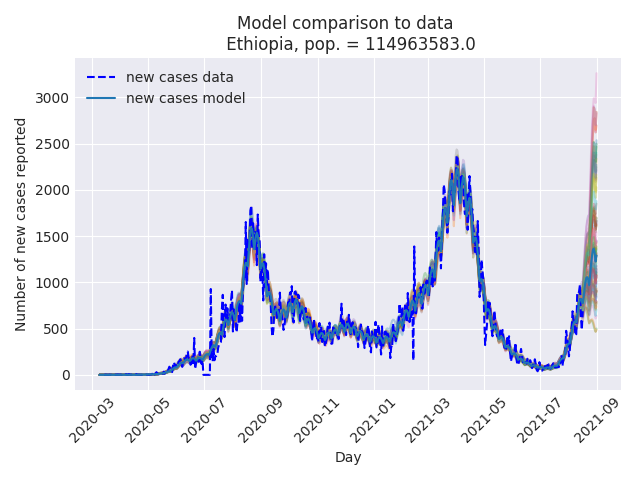 Model comparison to data
Ethiopia, pop. = 114963583.0
new cases data
new cases model
Number of new cases reported
3000
2500
2000
1500
1000
500
0
2020-03
2020-05
2020-07
2020-09
2020-11
2021-01
2021-03
2021-05
2021-07
2021-09
Day